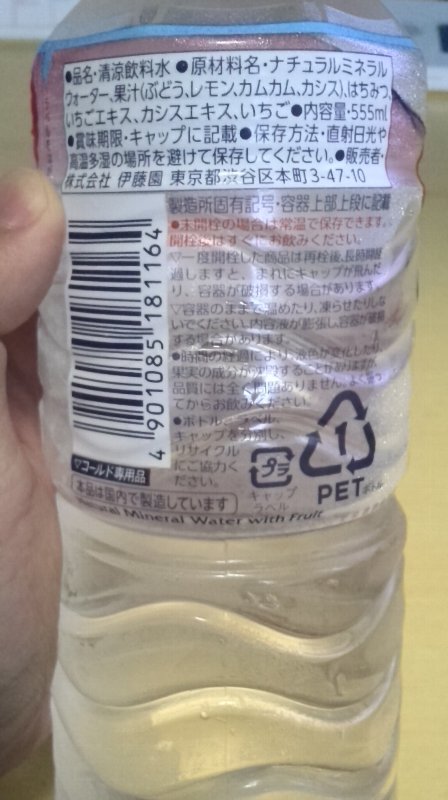 ●品名・清涼飲料水 ●原材料名・ナチュラルミネラル
ウォーター、果汁(ぶどう、レモン、カムカム、カシス)、はちみつ、
いちごエキス、カシスエキス、いちご●内容量・555ml
●賞味期限・キャップに記載●保存方法・直射日光や
高温多湿の場所を避けて保存してください。●販売者・
株式会社 伊藤園 東京都渋谷区本町3-47-10
製造所固有記号・容器上部上段に記載
●未開栓の場合は常温で保存できます。
開栓後はすぐにお飲みください。
▽一度開栓した商品は再栓後、長時間経
過しますと、まれにキャップが飛んだ
り、容器が破損する場合があります。
▽容器のままで温めたり、凍らせたりしな
いでください。内容液が膨張し、容器が破損
する場合があります。
●時間の経過により、液色が変化したり、
果実の成分が沈殿することがありますが、
品質には全く問題ありません。よく振っ
てからお飲みください。
●ボトル、ラベル、
キャップを分別し、
リサイクル
にご協力く
ださい。
4 901085 181164
▽コールド専用品
本品は国内で製造しています
プラ
キャップ
ラベル
1
PETボトル
Natural Mineral Water with Fruit